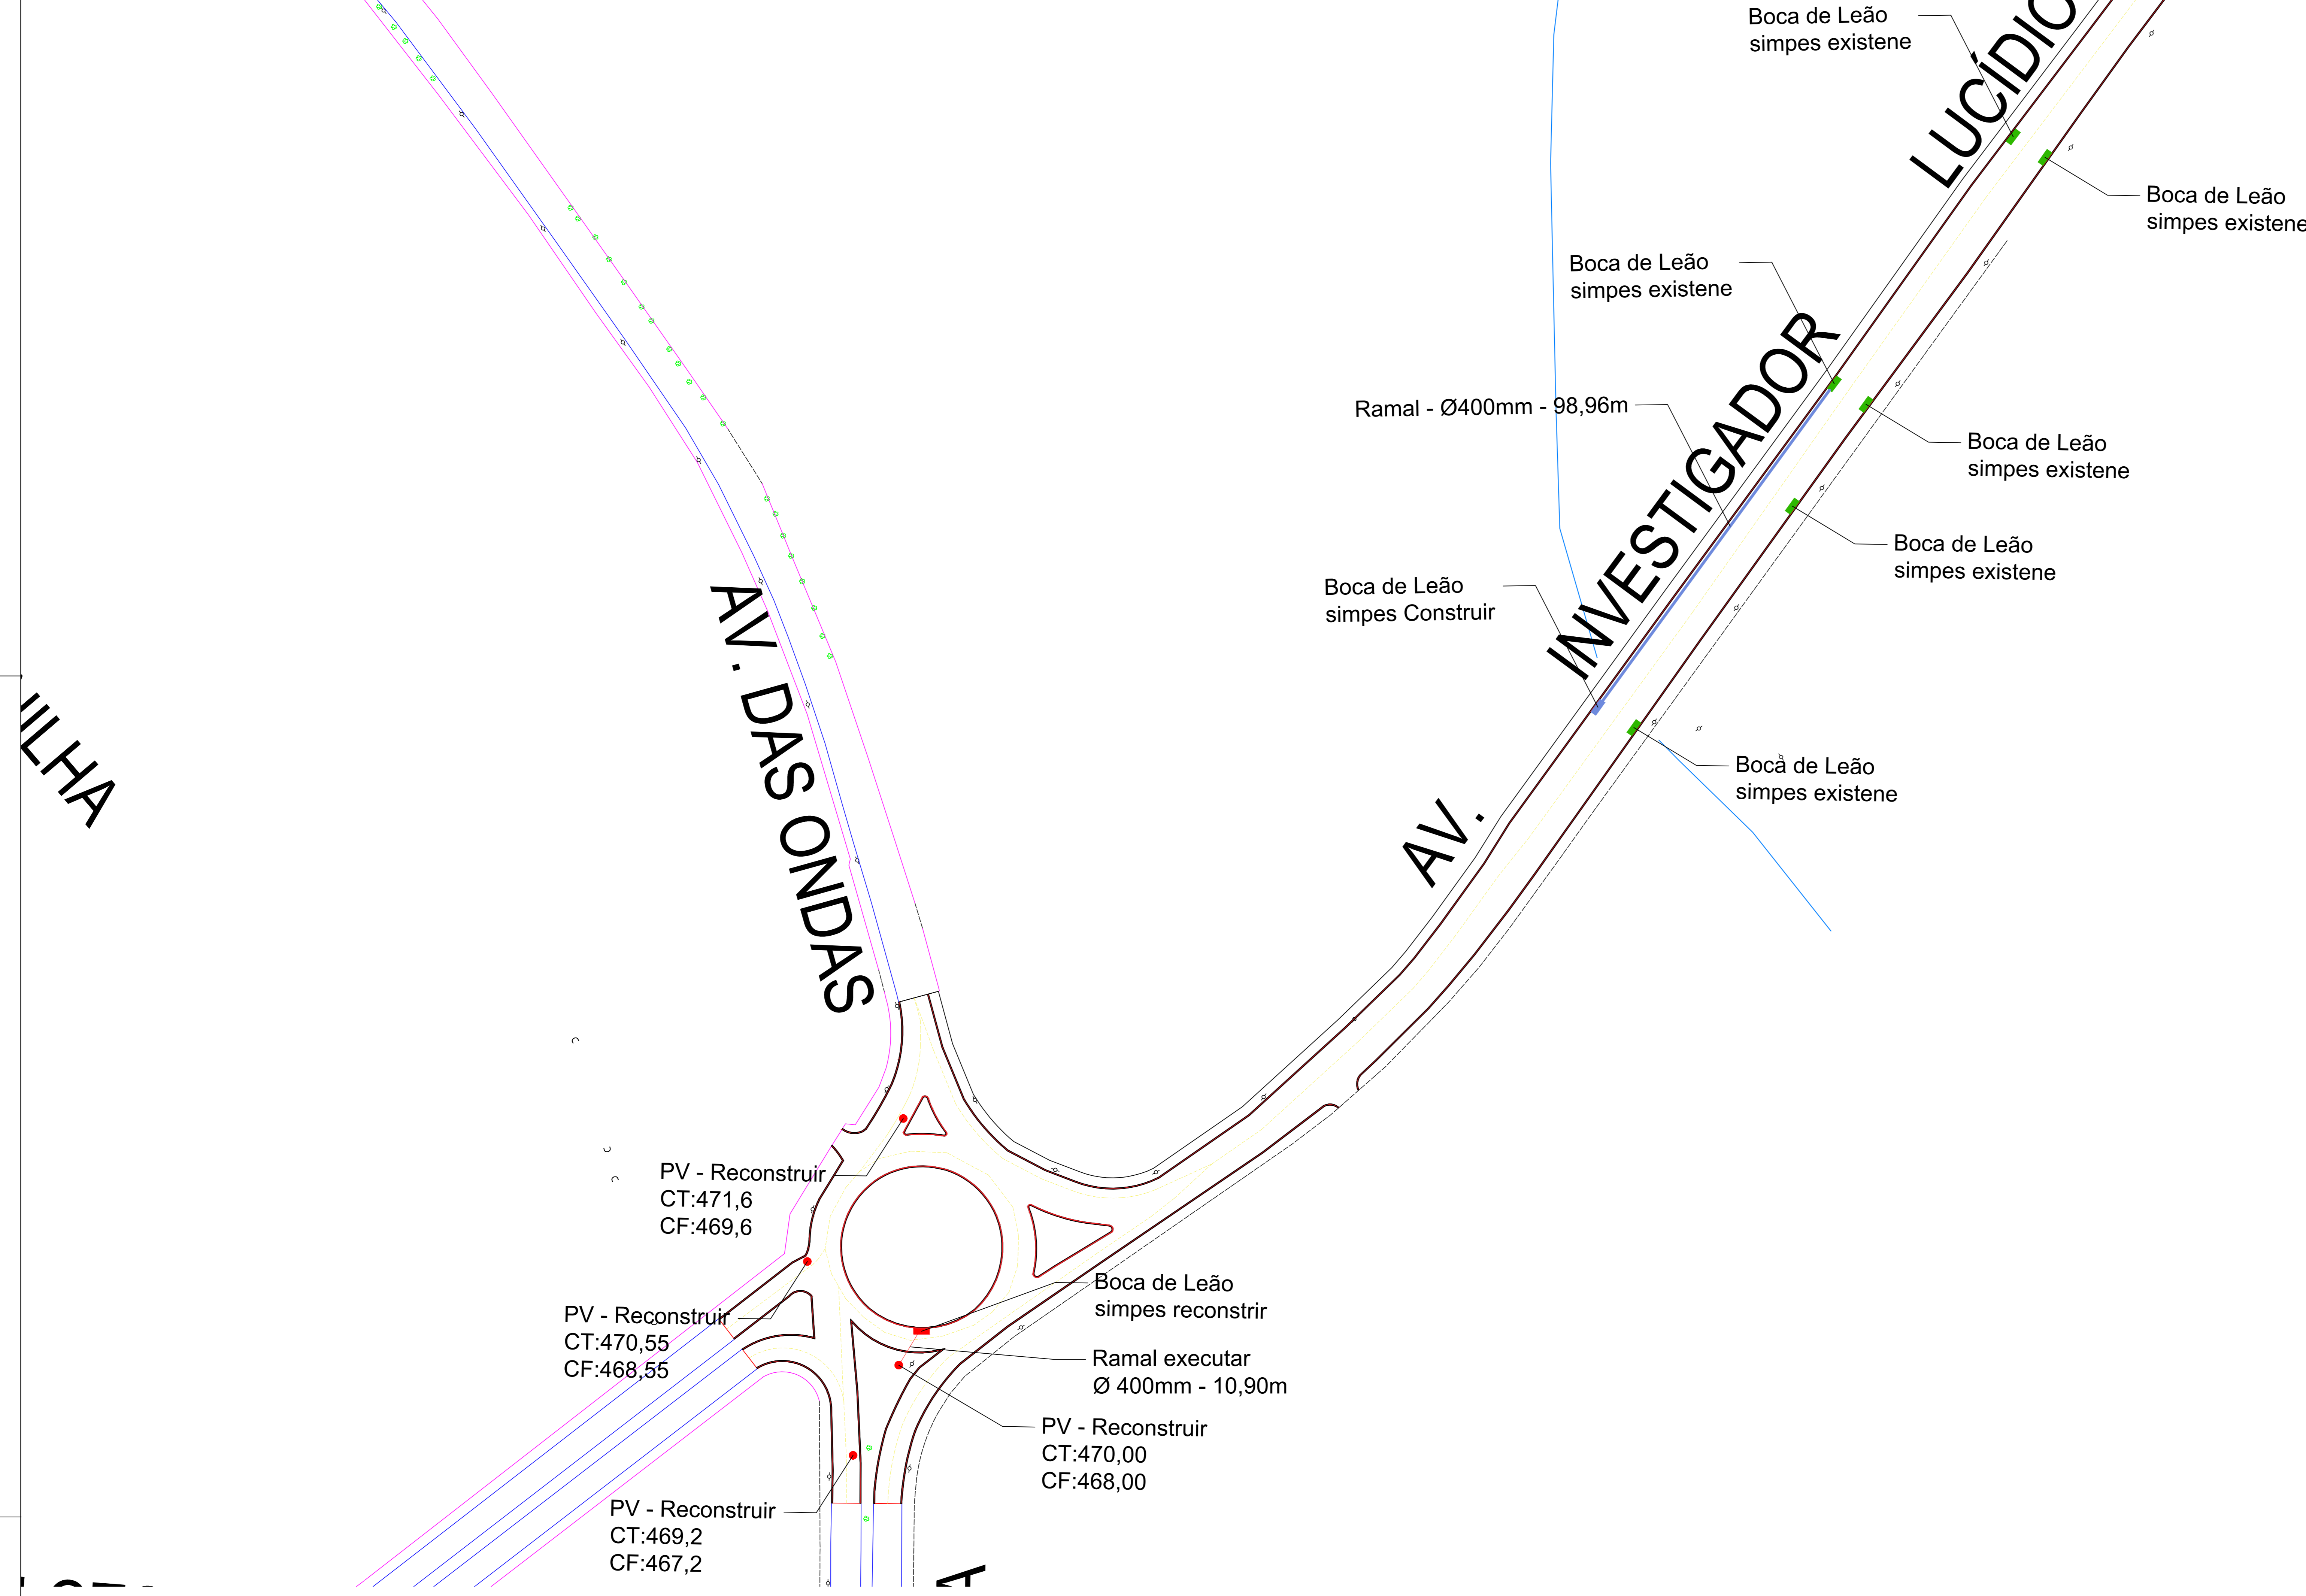 Boca de Leão
simpes existene
LUCÍDIO
Boca de Leão
simpes existene
Boca de Leão
simpes existene
INVESTIGADOR
Ramal - Ø400mm - 98,96m
Boca de Leão
simpes existene
Boca de Leão
simpes existene
Boca de Leão
simpes Construir
AV. DAS ONDAS
ILHA
Boca de Leão
simpes existene
AV.
PV - Reconstruir
CT:471,6
CF:469,6
Boca de Leão
simpes reconstrir
PV - Reconstruir
CT:470,55
CF:468,55
Ramal executar
Ø 400mm - 10,90m
PV - Reconstruir
CT:470,00
CF:468,00
PV - Reconstruir
CT:469,2
CF:467,2
A